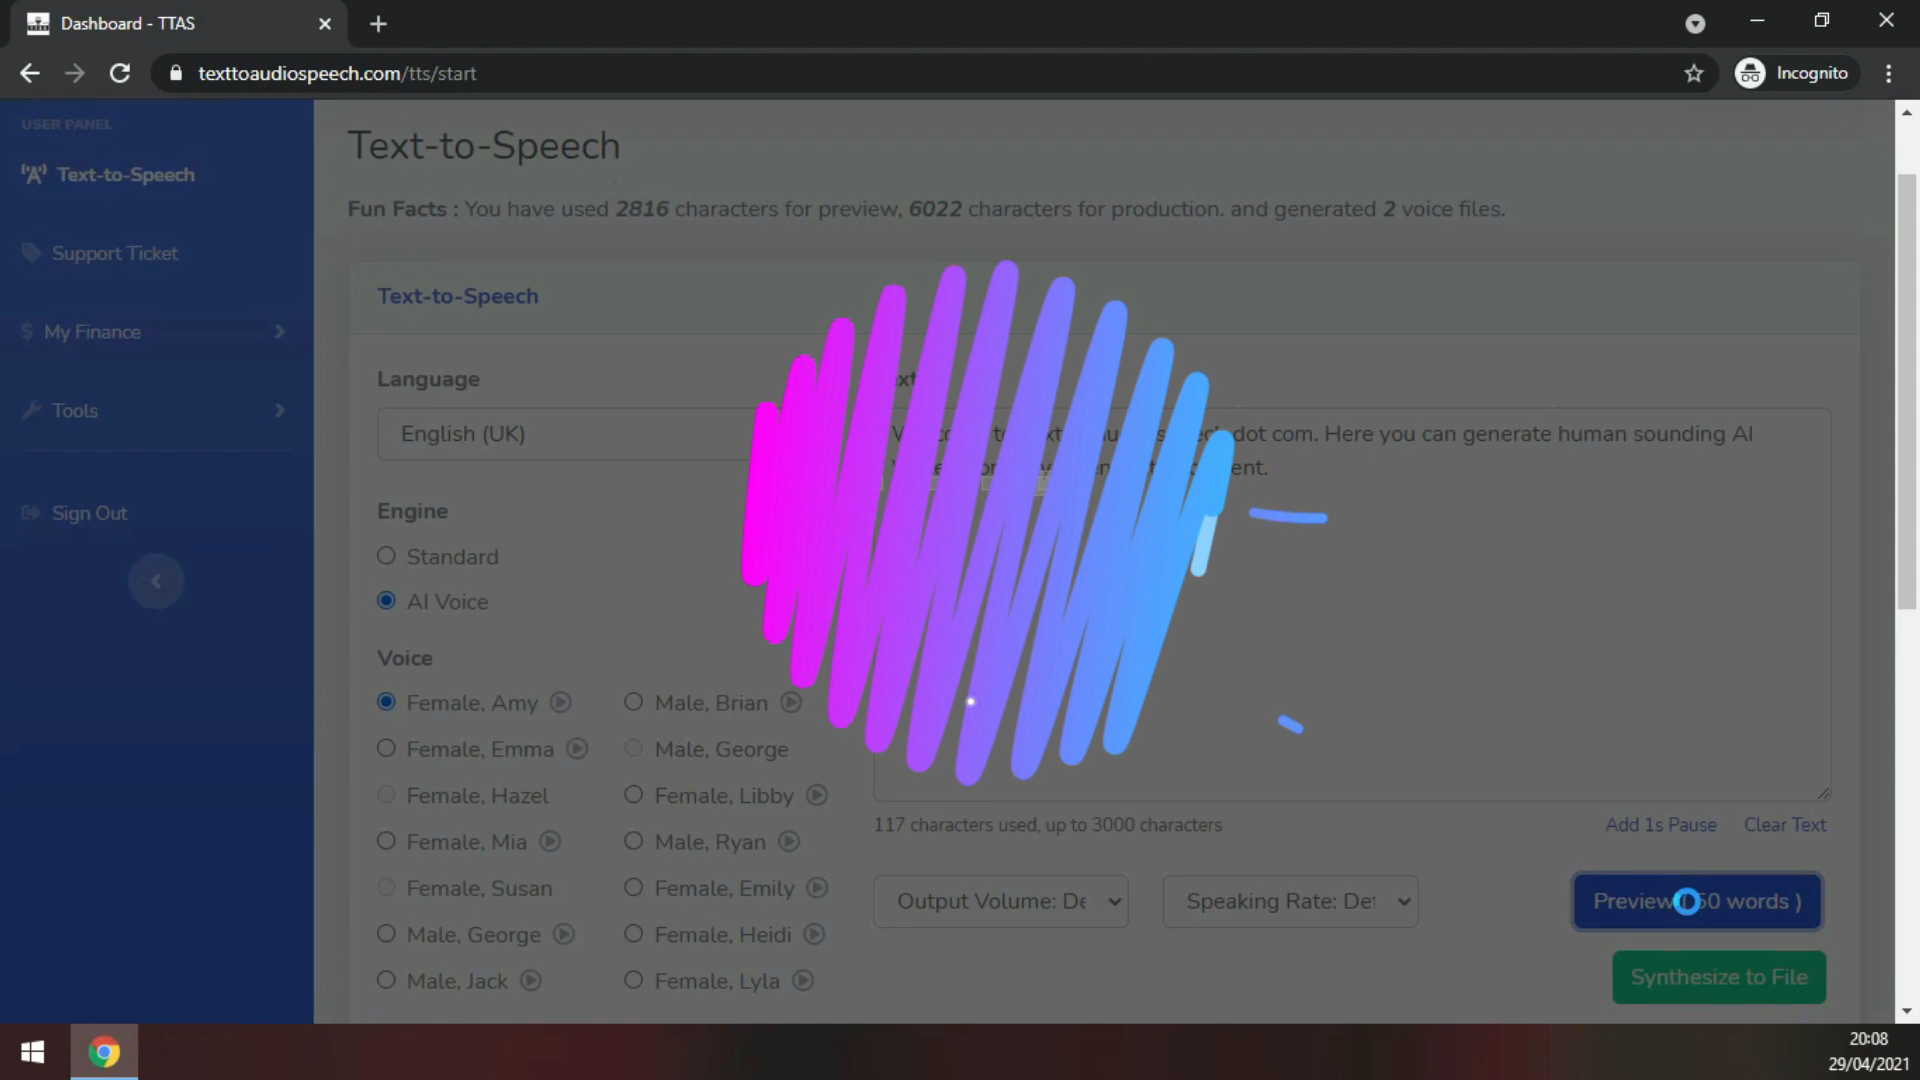 Dashboard - TTAS
texttoaudiospeech.com/tts/start
Incognito
USER PANEL
Text-to-Speech
Support Ticket
$ My Finance
Tools
Sign Out
Text-to-Speech
Fun Facts : You have used 2816 characters for preview, 6022 characters for production. and generated 2 voice files.
Text-to-Speech
Language
English (UK)
Engine
Standard
AI Voice
Voice
Female, Amy
Male, Brian
Female, Emma
Male, George
Female, Hazel
Female, Libby
Female, Mia
Male, Ryan
Female, Susan
Female, Emily
Male, George
Female, Heidi
Male, Jack
Female, Lyla
dot com. Here you can generate human sounding AI
117 characters used, up to 3000 characters
Add 1s Pause Clear Text
Output Volume: De
Speaking Rate: Def
Preview ( 50 words )
Synthesize to File
20:08
29/04/2021